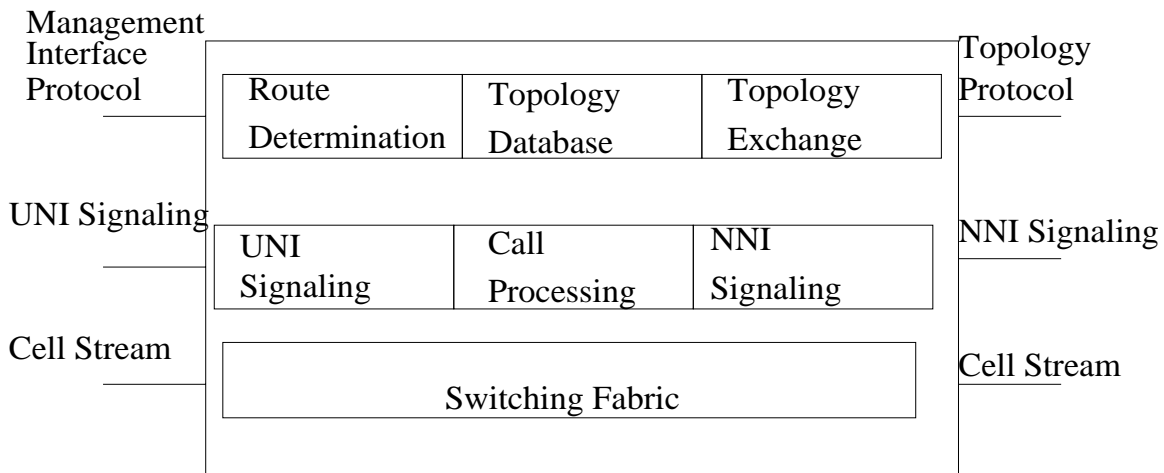 Management
Interface
Protocol
Topology
Protocol
Route
Determination
Topology
Database
Topology
Exchange
UNI Signaling
NNI Signaling
UNI
Signaling
Call
Processing
NNI
Signaling
Cell Stream
Cell Stream
Switching Fabric